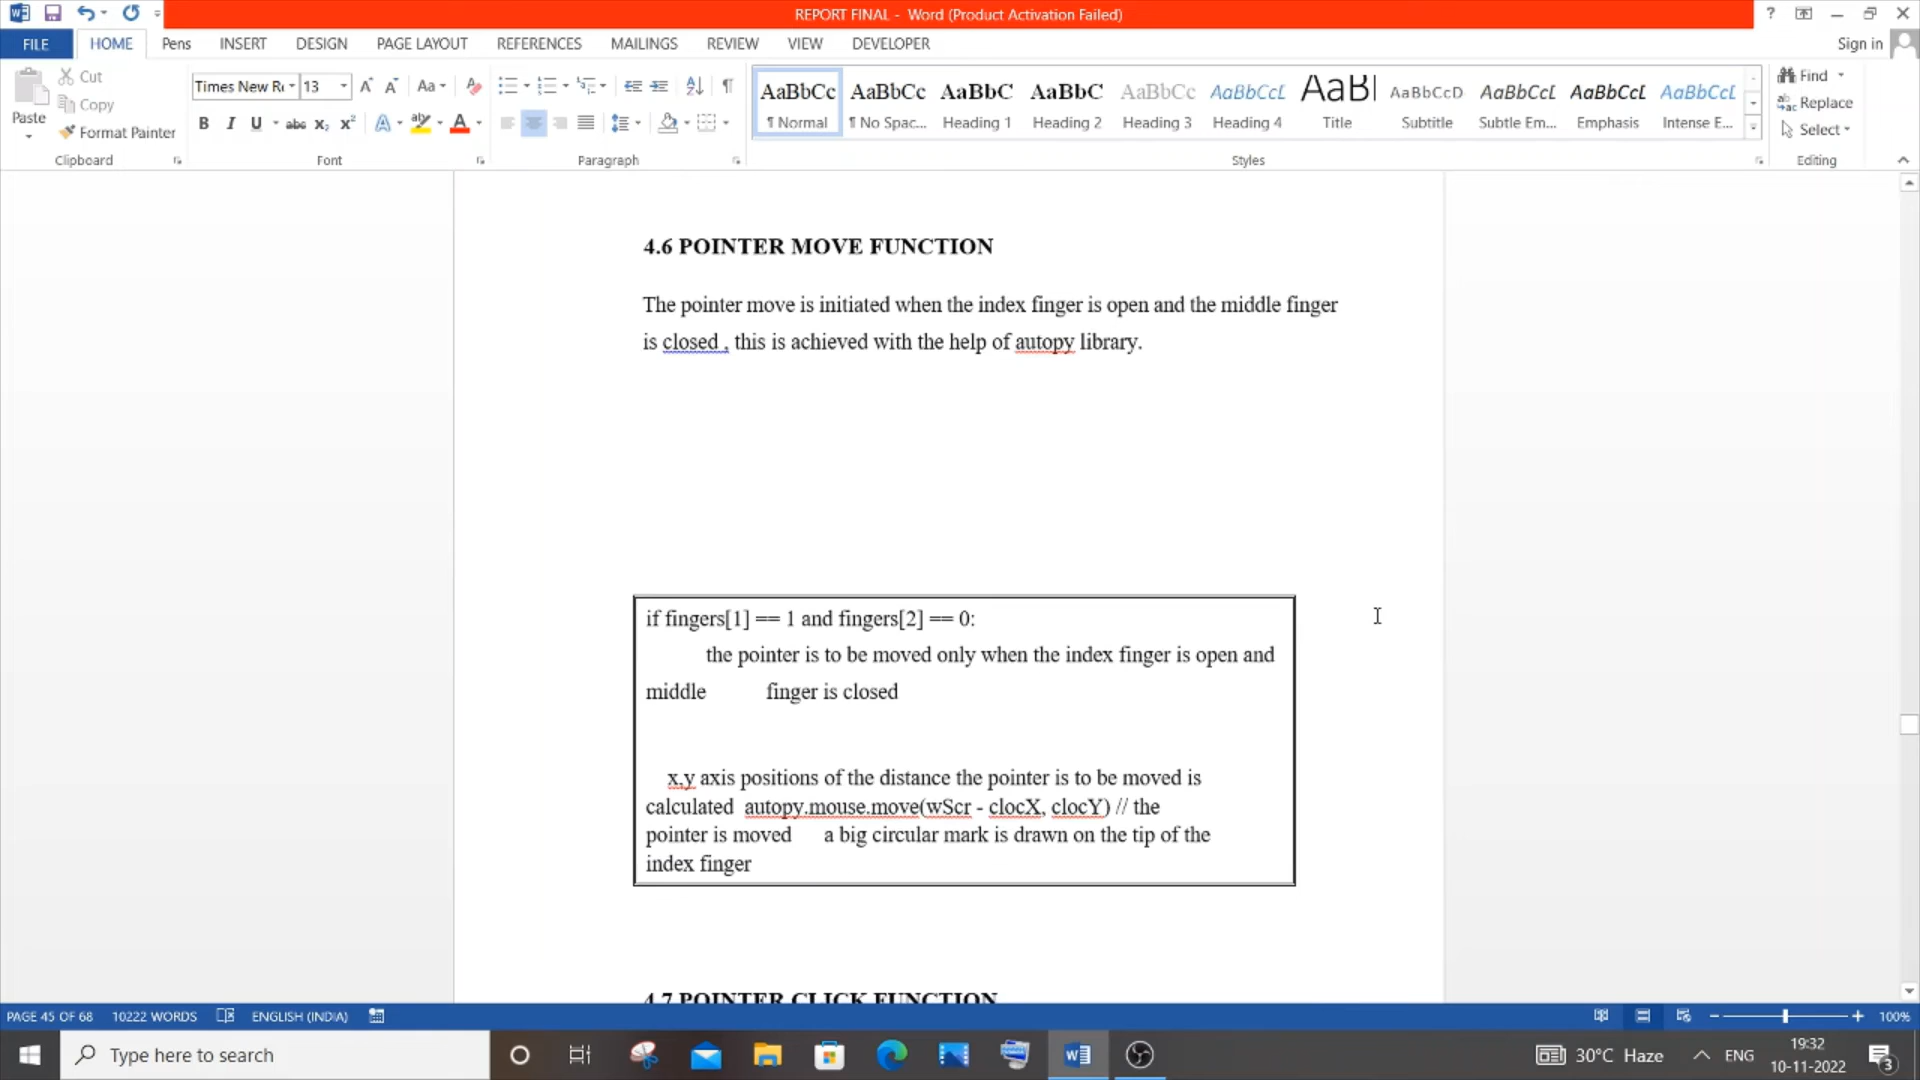 REPORT FINAL - Word (Product Activation Failed)
FILE HOME Pens INSERT DESIGN PAGE LAYOUT REFERENCES MAILINGS REVIEW VIEW DEVELOPER Sign in
Cut
Copy
Format Painter
Paste
Clipboard
Times New R 13
Font
Paragraph
AaBbCc AaBbCc AaBbC AaBbC AaBbCc AaBbCcL AaBl AaBbCcD AaBbCcL AaBbCcL AaBbCcL
¶ Normal ¶ No Spac... Heading 1 Heading 2 Heading 3 Heading 4 Title Subtitle Subtle Em... Emphasis Intense E...
Styles
Find
Replace
Select
Editing
4.6 POINTER MOVE FUNCTION
The pointer move is initiated when the index finger is open and the middle finger
is closed , this is achieved with the help of autopy library.
if fingers[1] == 1 and fingers[2] == 0:
the pointer is to be moved only when the index finger is open and
middle finger is closed
x,y axis positions of the distance the pointer is to be moved is
calculated autopy.mouse.move(wScr - clocX, clocY) // the
pointer is moved a big circular mark is drawn on the tip of the
index finger
4.7 POINTER CLICK FUNCTION
PAGE 45 OF 68 10222 WORDS ENGLISH (INDIA) 100%
Type here to search
30°C Haze ENG
19:32
10-11-2022
3